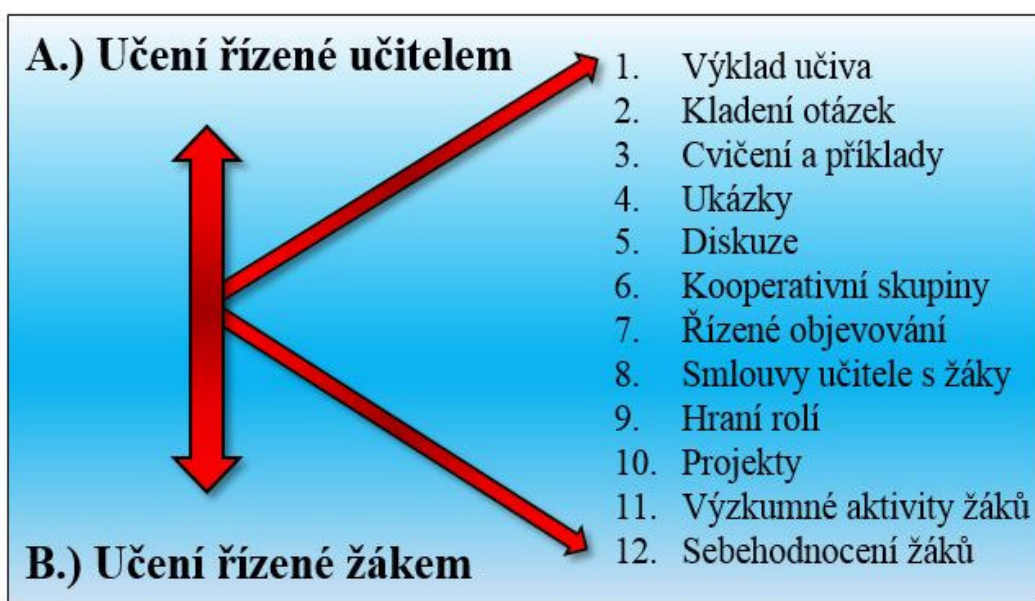 A.) Učení řízené učitelem
1. Výklad učiva
2. Kladení otázek
3. Cvičení a příklady
4. Ukázky
5. Diskuze
6. Kooperativní skupiny
7. Řízené objevování
8. Smlouvy učitele s žáky
9. Hraní rolí
10. Projekty
11. Výzkumné aktivity žáků
12. Sebehodnocení žáků
B.) Učení řízené žákem